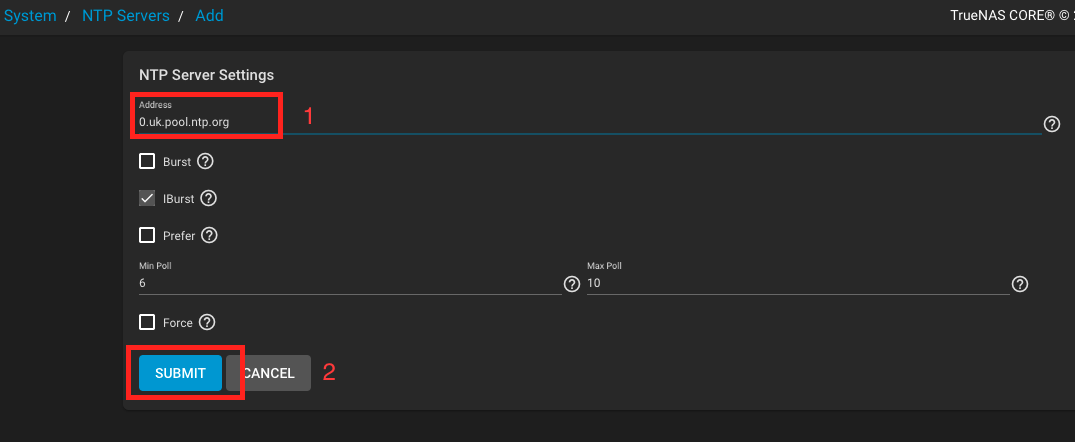 System / NTP Servers / Add
TrueNAS CORE® ©
NTP Server Settings
Address
0.uk.pool.ntp.org
1
Burst
IBurst
Prefer
Min Poll
Max Poll
6
10
Force
SUBMIT
CANCEL
2